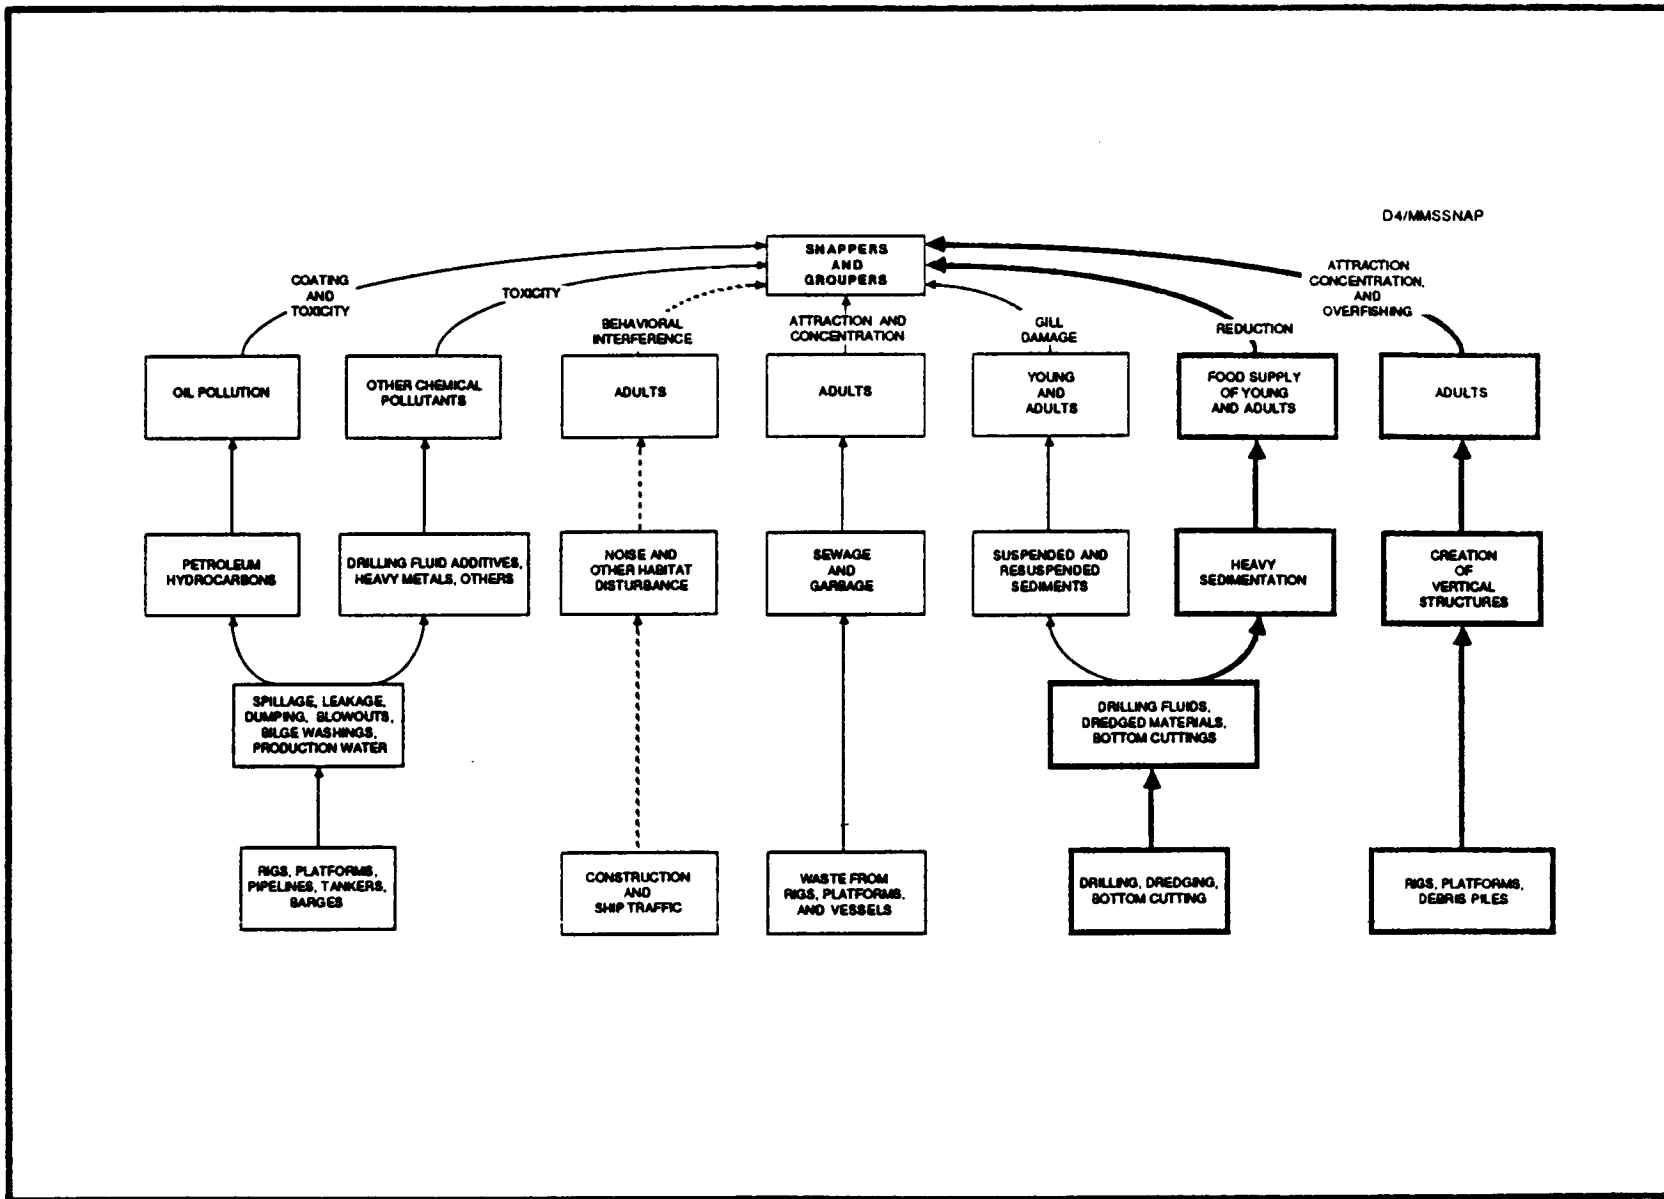 D4/MMSSNAP
SNAPPERS
AND
GROUPERS
COATING
AND
TOXICITY
TOXICITY
BEHAVIORAL
INTERFERENCE
ATTRACTION AND
CONCENTRATION
GILL
DAMAGE
REDUCTION
ATTRACTION
CONCENTRATION,
AND
OVERFISHING
OIL POLLUTION
OTHER CHEMICAL
POLLUTANTS
ADULTS
ADULTS
YOUNG
AND
ADULTS
FOOD SUPPLY
OF YOUNG
AND ADULTS
ADULTS
PETROLEUM
HYDROCARBONS
DRILLING FLUID ADDITIVES,
HEAVY METALS, OTHERS
NOISE AND
OTHER HABITAT
DISTURBANCE
SEWAGE
AND
GARBAGE
SUSPENDED AND
RESUSPENDED
SEDIMENTS
HEAVY
SEDIMENTATION
CREATION
OF
VERTICAL
STRUCTURES
SPILLAGE, LEAKAGE,
DUMPING, BLOWOUTS,
BILGE WASHINGS,
PRODUCTION WATER
DRILLING FLUIDS,
DREDGED MATERIALS,
BOTTOM CUTTINGS
RIGS, PLATFORMS,
PIPELINES, TANKERS,
BARGES
CONSTRUCTION
AND
SHIP TRAFFIC
WASTE FROM
RIGS, PLATFORMS,
AND VESSELS
DRILLING, DREDGING,
BOTTOM CUTTING
RIGS, PLATFORMS,
DEBRIS PILES